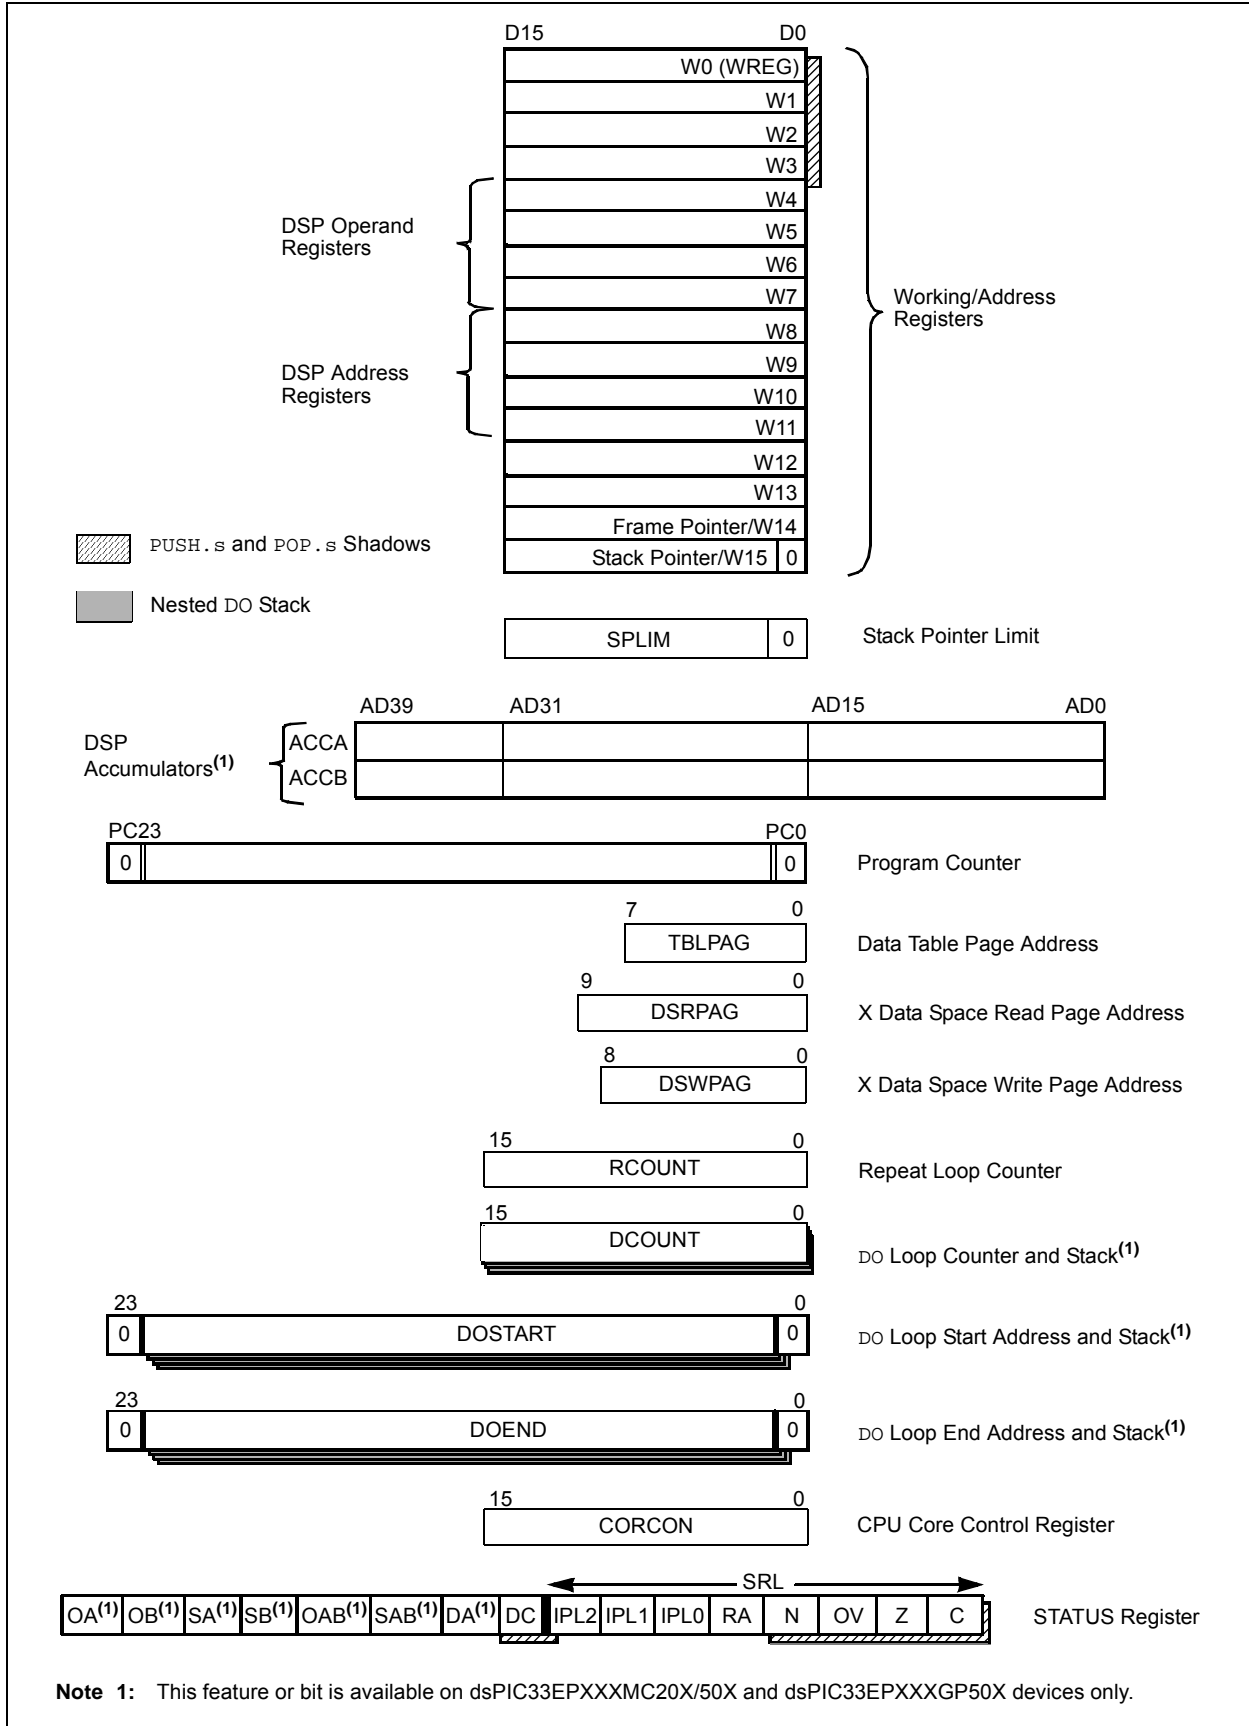 D15 D0
W0 (WREG)
W1
W2
W3
W4
DSP Operand
Registers
W5
W6
W7
Working/Address
Registers
W8
DSP Address
Registers
W9
W10
W11
W12
W13
Frame Pointer/W14
PUSH.s and POP.s Shadows
Stack Pointer/W15 0
Nested DO Stack
SPLIM 0 Stack Pointer Limit
AD39 AD31 AD15 AD0
DSP
Accumulators(1)
ACCA
ACCB
PC23 PC0
0 0 Program Counter
7 0
TBLPAG Data Table Page Address
9 0
DSRPAG X Data Space Read Page Address
8 0
DSWPAG X Data Space Write Page Address
15 0
RCOUNT Repeat Loop Counter
15 0
DCOUNT DO Loop Counter and Stack(1)
23 0
0 DOSTART 0 DO Loop Start Address and Stack(1)
23 0
0 DOEND 0 DO Loop End Address and Stack(1)
15 0
CORCON CPU Core Control Register
SRL
OA(1) OB(1) SA(1) SB(1) OAB(1) SAB(1) DA(1) DC IPL2 IPL1 IPL0 RA N OV Z C STATUS Register
Note 1: This feature or bit is available on dsPIC33EPXXXMC20X/50X and dsPIC33EPXXXGP50X devices only.